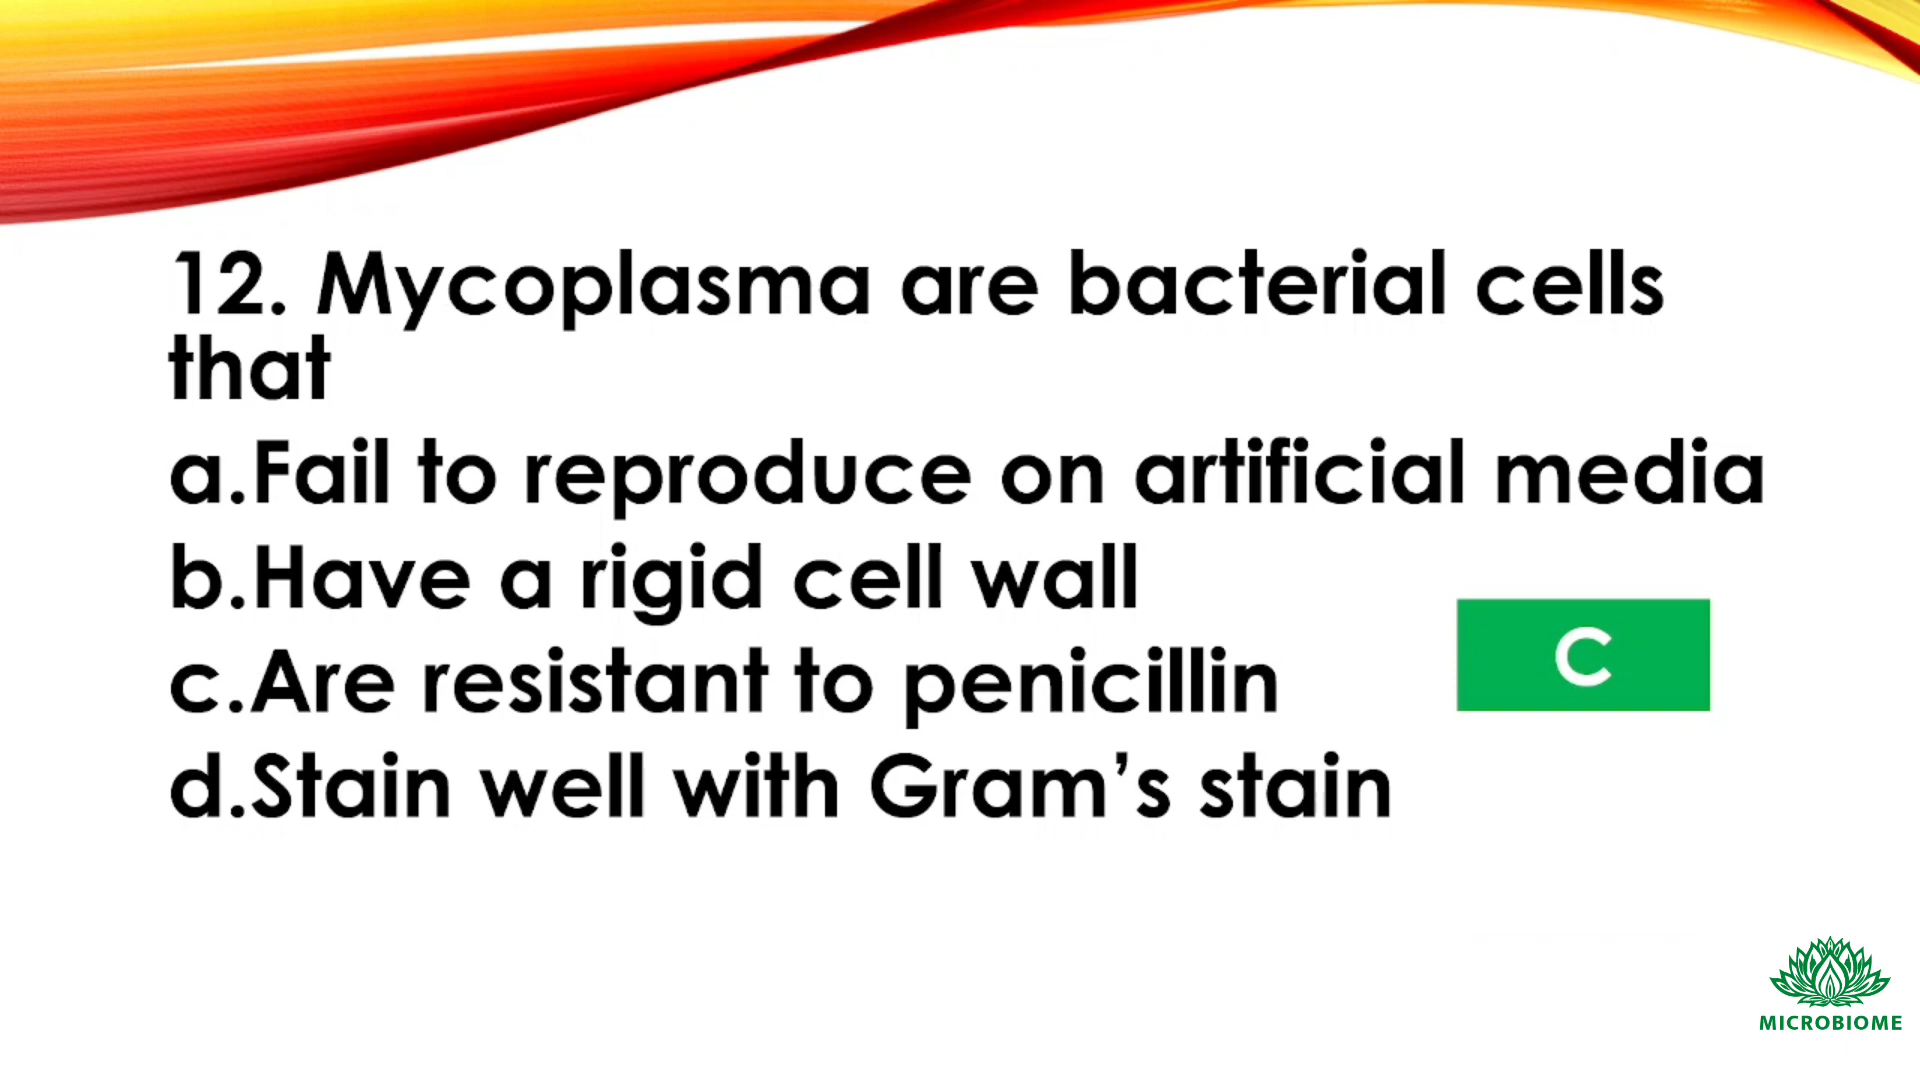 12. Mycoplasma are bacterial cells
that
a.Fail to reproduce on artificial media
b.Have a rigid cell wall
c.Are resistant to penicillin
C
d.Stain well with Gram’s stain
MICROBIOME